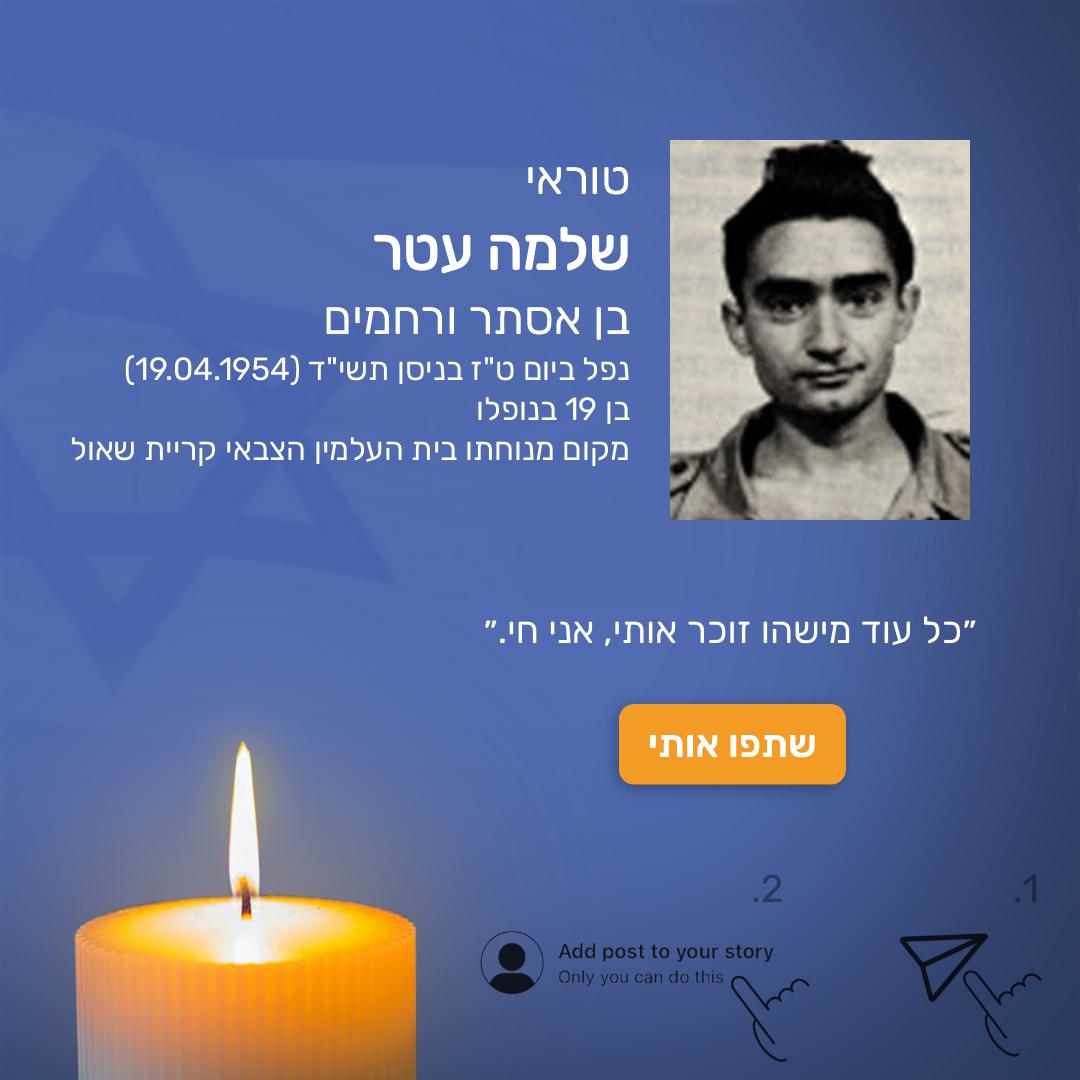 טוראי
שלמה עטר
בן אסתר ורחמים
נפל ביום ט"ז בניסן תשי"ד (19.04.1954)
בן 19 בנופלו
מקום מנוחתו בית העלמין הצבאי קריית שאול
״כל עוד מישהו זוכר אותי, אני חי.״
שתפו אותי
1.
2.
Add post to your story
Only you can do this